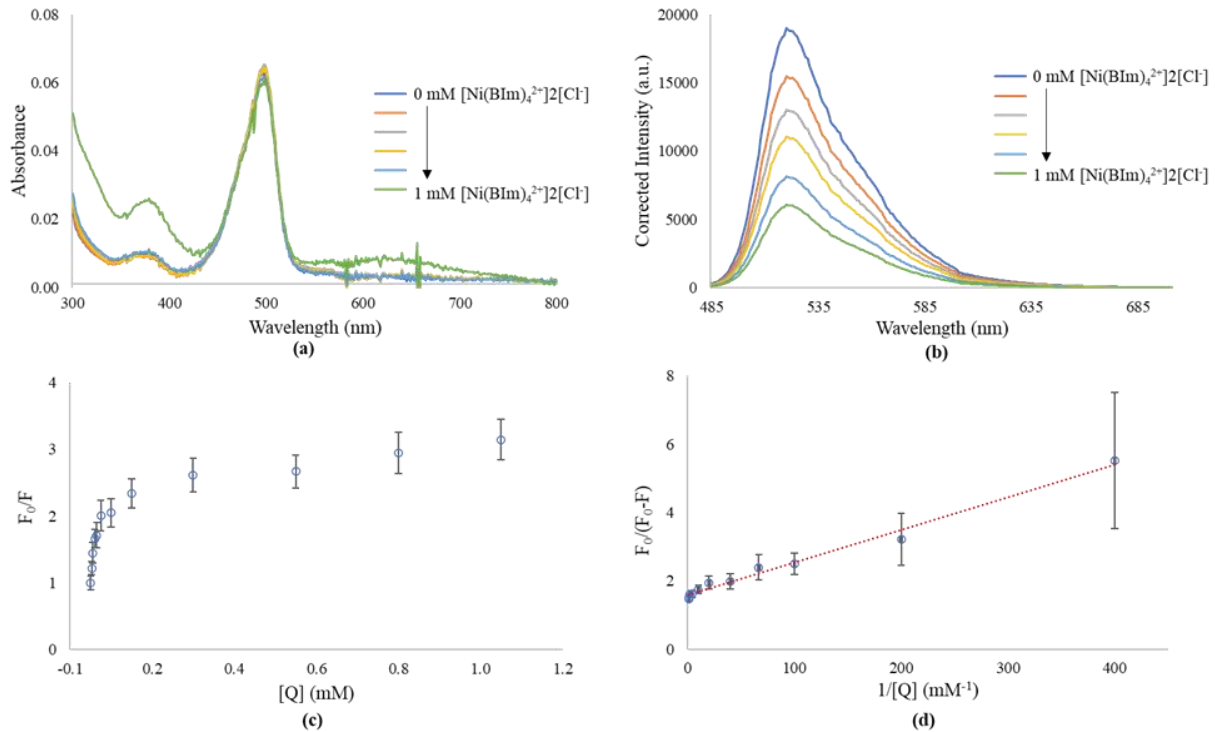 0.08
0.06
0.04
0.02
0.00
Absorbance
0 mM [Ni(BIm)₄²⁺]2[Cl⁻]
1 mM [Ni(BIm)₄²⁺]2[Cl⁻]
300 400 500 600 700 800
Wavelength (nm)
(a)
20000
15000
10000
5000
0
Corrected Intensity (a.u.)
0 mM [Ni(BIm)₄²⁺]2[Cl⁻]
1 mM [Ni(BIm)₄²⁺]2[Cl⁻]
485 535 585 635 685
Wavelength (nm)
(b)
4
3
2
1
0
F₀/F
-0.1 0.2 0.4 0.6 0.8 1.0 1.2
[Q] (mM)
(c)
8
6
4
2
0
F₀/(F₀-F)
0 100 200 300 400
1/[Q] (mM⁻¹)
(d)